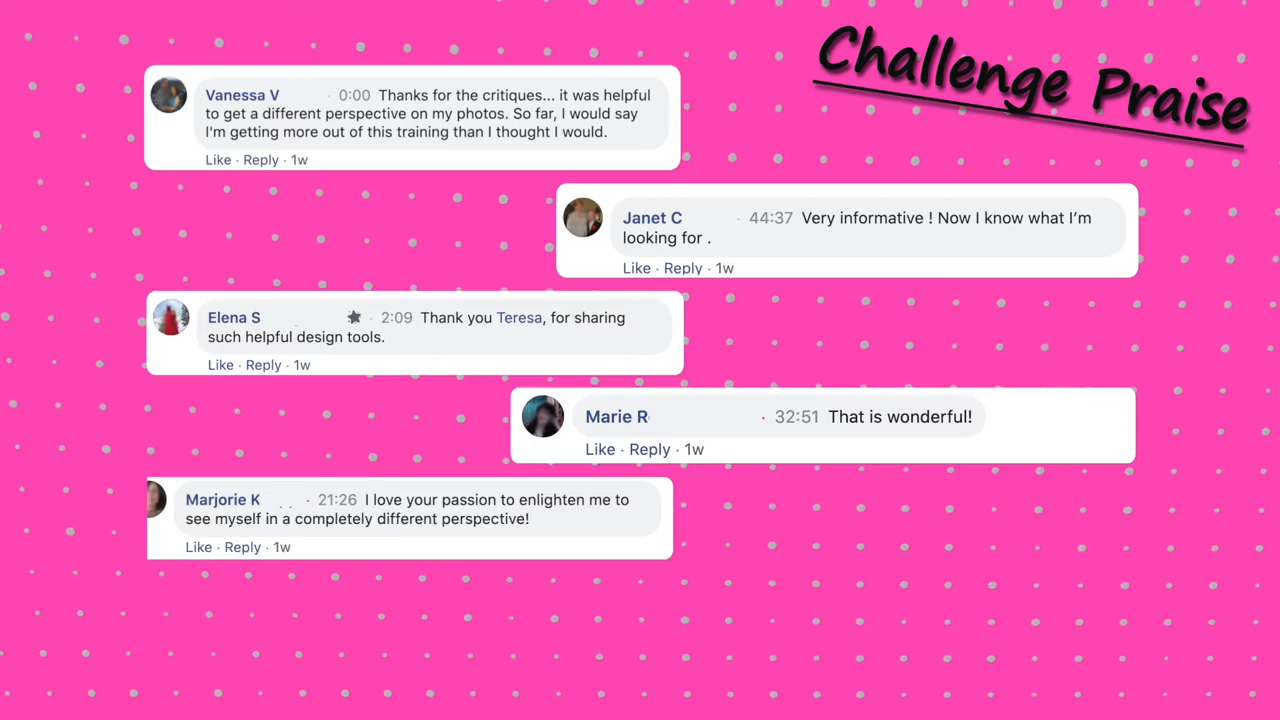 Challenge Praise
Vanessa V · 0:00 Thanks for the critiques... it was helpful
to get a different perspective on my photos. So far, I would say
I'm getting more out of this training than I thought I would.
Like · Reply · 1w
Janet C · 44:37 Very informative ! Now I know what I’m
looking for .
Like · Reply · 1w
Elena S · 2:09 Thank you Teresa, for sharing
such helpful design tools.
Like · Reply · 1w
Marie R · 32:51 That is wonderful!
Like · Reply · 1w
Marjorie K · 21:26 I love your passion to enlighten me to
see myself in a completely different perspective!
Like · Reply · 1w